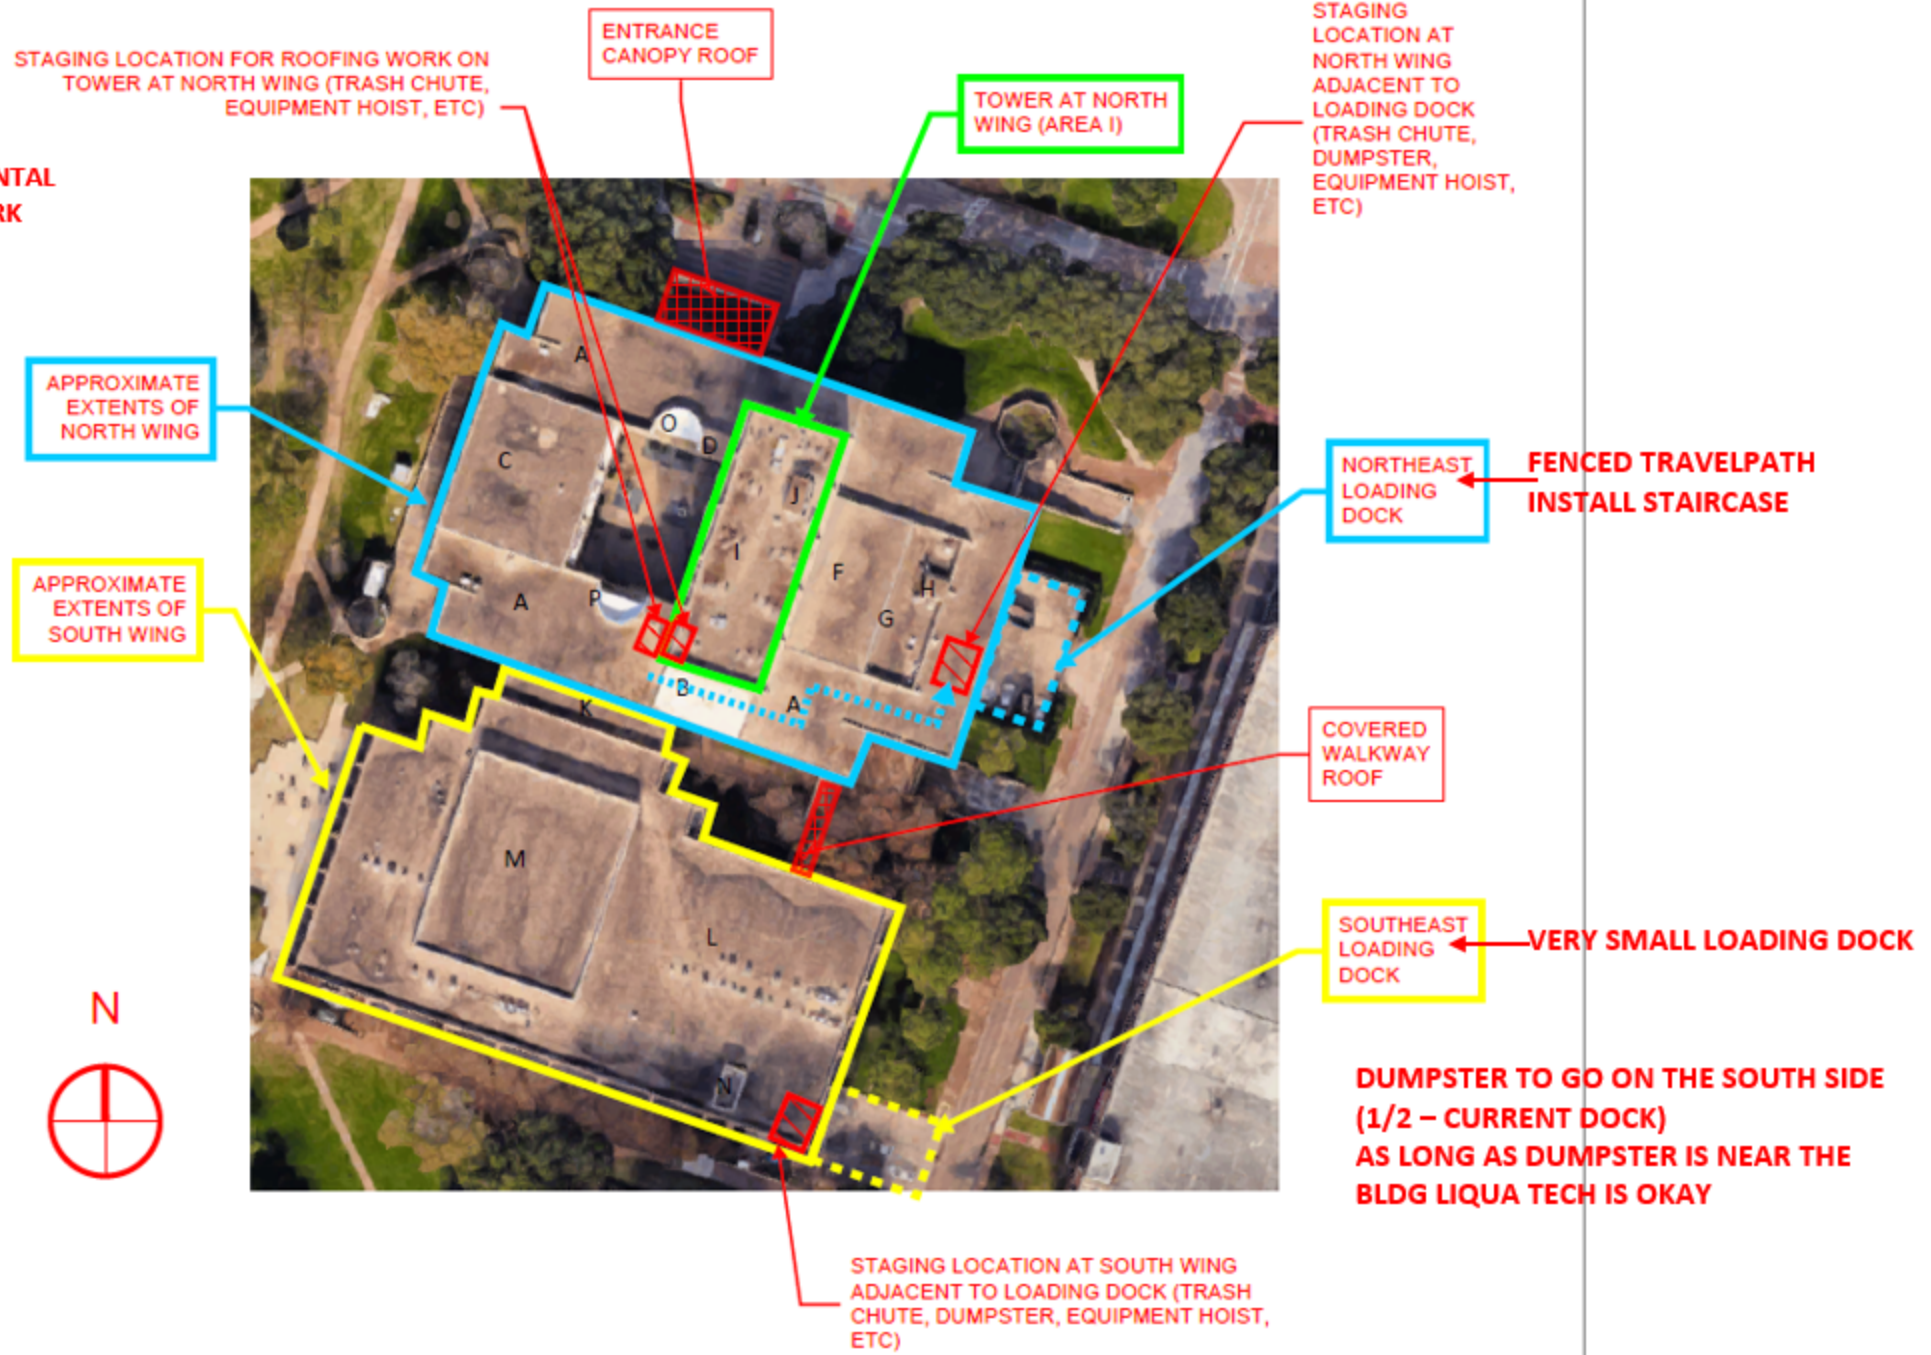 STAGING LOCATION FOR ROOFING WORK ON
TOWER AT NORTH WING (TRASH CHUTE,
EQUIPMENT HOIST, ETC)
ENTRANCE
CANOPY ROOF
TOWER AT NORTH
WING (AREA I)
STAGING
LOCATION AT
NORTH WING
ADJACENT TO
LOADING DOCK
(TRASH CHUTE,
DUMPSTER,
EQUIPMENT HOIST,
ETC)
NTAL
RK
APPROXIMATE
EXTENTS OF
NORTH WING
APPROXIMATE
EXTENTS OF
SOUTH WING
A
O
D
C
J
I
F
H
A
P
G
B
A
K
M
L
N
NORTHEAST
LOADING
DOCK
FENCED TRAVELPATH
INSTALL STAIRCASE
COVERED
WALKWAY
ROOF
SOUTHEAST
LOADING
DOCK
VERY SMALL LOADING DOCK
N
DUMPSTER TO GO ON THE SOUTH SIDE
(1/2 – CURRENT DOCK)
AS LONG AS DUMPSTER IS NEAR THE
BLDG LIQUA TECH IS OKAY
STAGING LOCATION AT SOUTH WING
ADJACENT TO LOADING DOCK (TRASH
CHUTE, DUMPSTER, EQUIPMENT HOIST,
ETC)